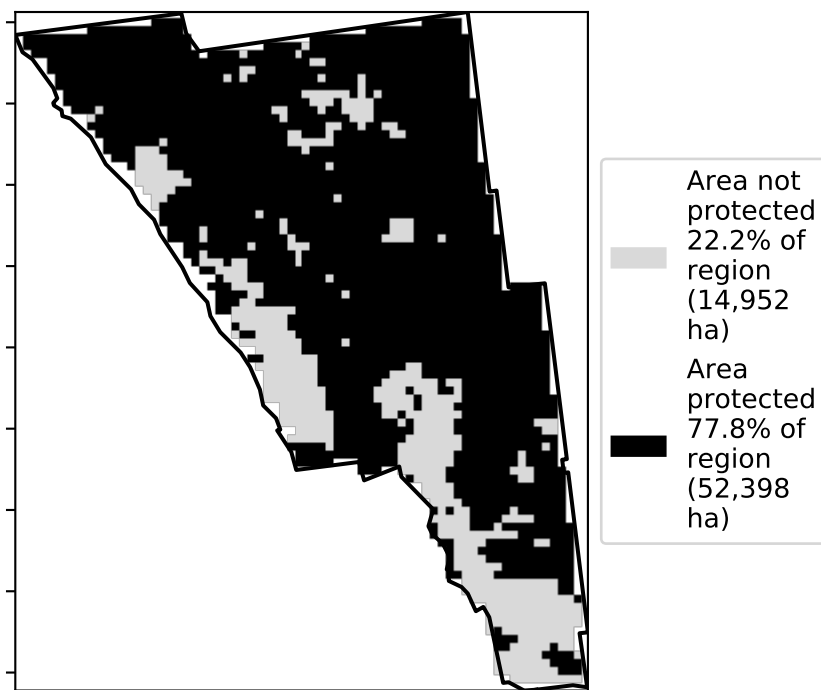 Area not
protected
22.2% of
region
(14,952
ha)
Area
protected
77.8% of
region
(52,398
ha)